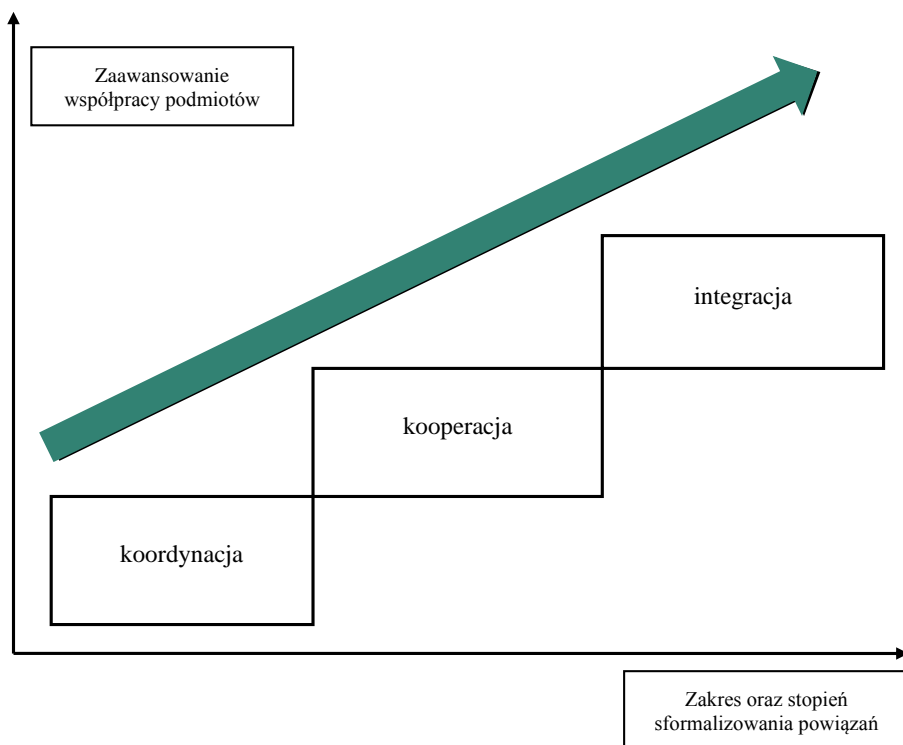 Zaawansowanie
współpracy podmiotów
integracja
kooperacja
koordynacja
Zakres oraz stopień
sformalizowania powiązań